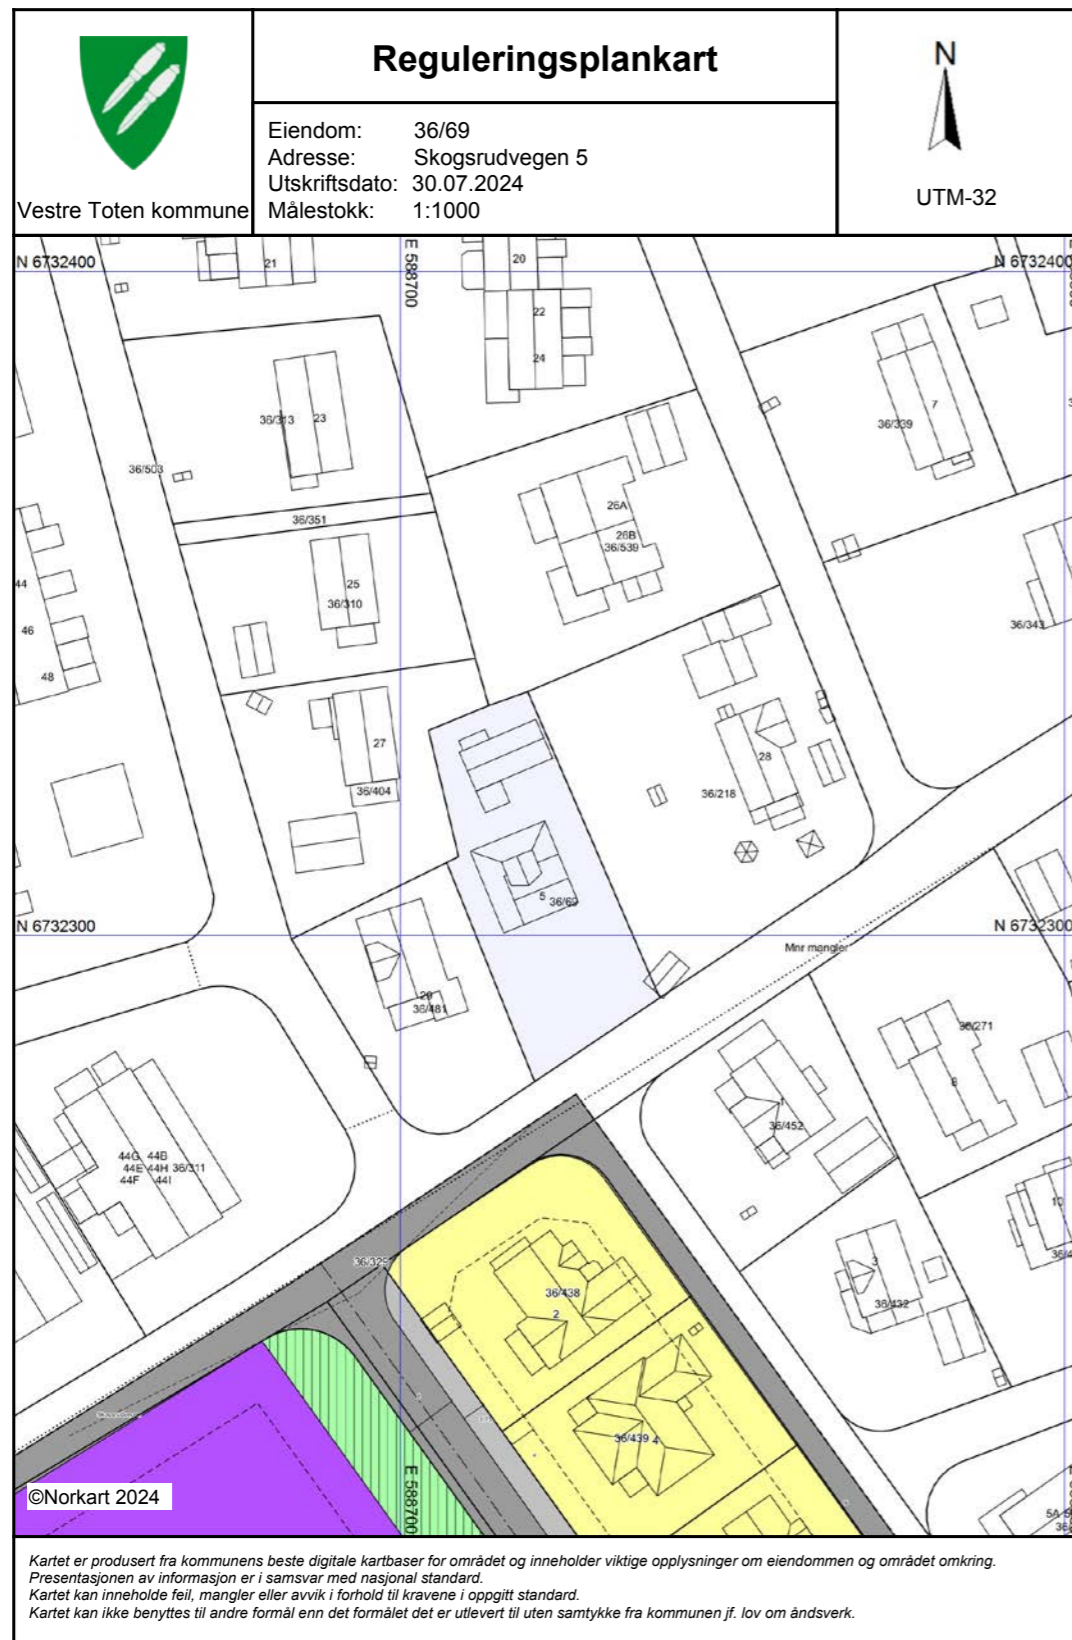 Vestre Toten kommune
Reguleringsplankart
Eiendom: 36/69
Adresse: Skogsrudvegen 5
Utskriftsdato: 30.07.2024
Målestokk: 1:1000
N
UTM-32
N 6732400
E 588700
N 6732400
21
20
22
24
36/313
23
7
36/339
36/503
36/351
26A
26B
36/539
44
25
36/310
46
36/343
48
27
28
36/404
36/218
5
36/69
N 6732300
N 6732300
Mnr mangler
29
36/481
36/271
8
1
36/452
44G 44B
44E 44H 36/311
44F 44I
10
36/329
3
36/438
36/432
2
36/439 4
E 588700
5A
©Norkart 2024
Kartet er produsert fra kommunens beste digitale kartbaser for området og inneholder viktige opplysninger om eiendommen og området omkring.
Presentasjonen av informasjon er i samsvar med nasjonal standard.
Kartet kan inneholde feil, mangler eller avvik i forhold til kravene i oppgitt standard.
Kartet kan ikke benyttes til andre formål enn det formålet det er utlevert til uten samtykke fra kommunen jf. lov om åndsverk.